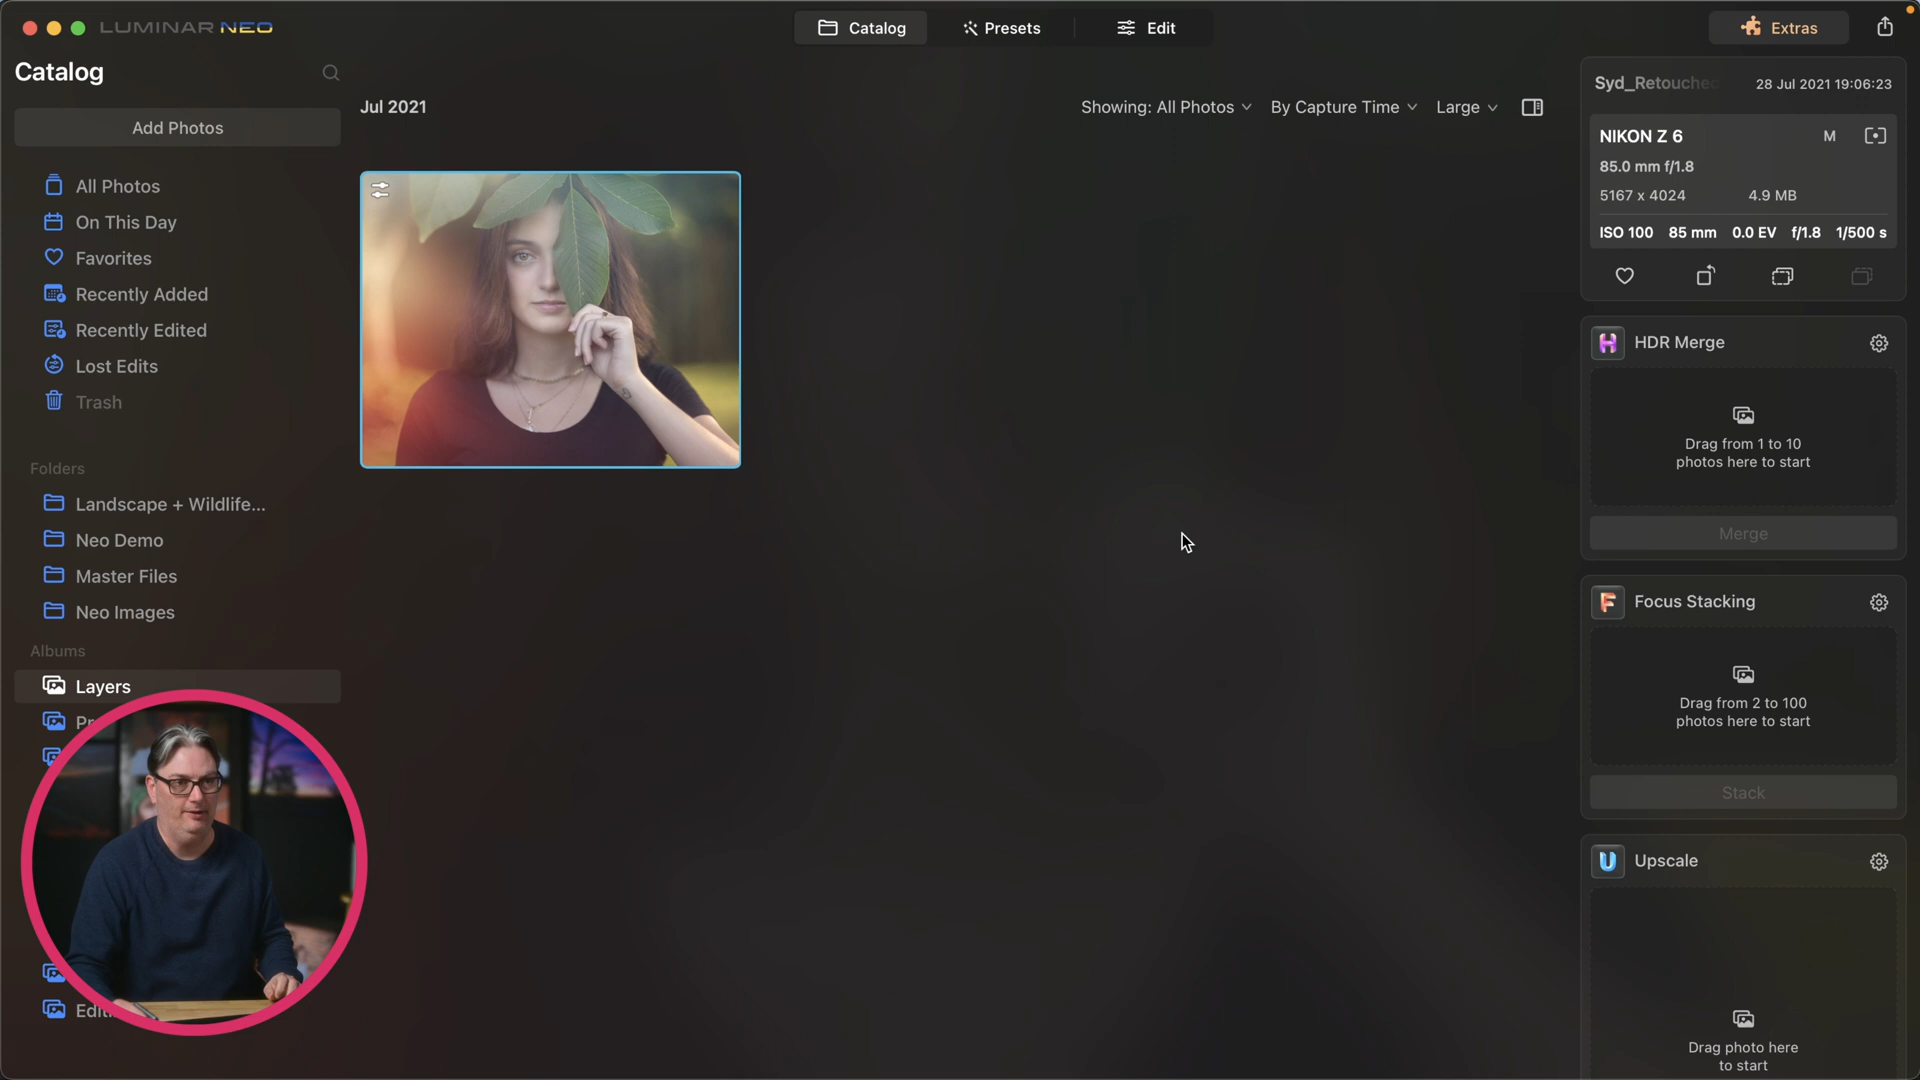 LUMINAR NEO
Catalog
Presets
Edit
Extras
Catalog
Add Photos
All Photos
On This Day
Favorites
Recently Added
Recently Edited
Lost Edits
Trash
Folders
Landscape + Wildlife...
Neo Demo
Master Files
Neo Images
Albums
Layers
Jul 2021
Showing: All Photos
By Capture Time
Large
Syd_Retouched
28 Jul 2021 19:06:23
NIKON Z 6
M
85.0 mm f/1.8
5167 x 4024 4.9 MB
ISO 100 85 mm 0.0 EV f/1.8 1/500 s
HDR Merge
Drag from 1 to 10
photos here to start
Merge
Focus Stacking
Drag from 2 to 100
photos here to start
Stack
Upscale
Drag photo here
to start